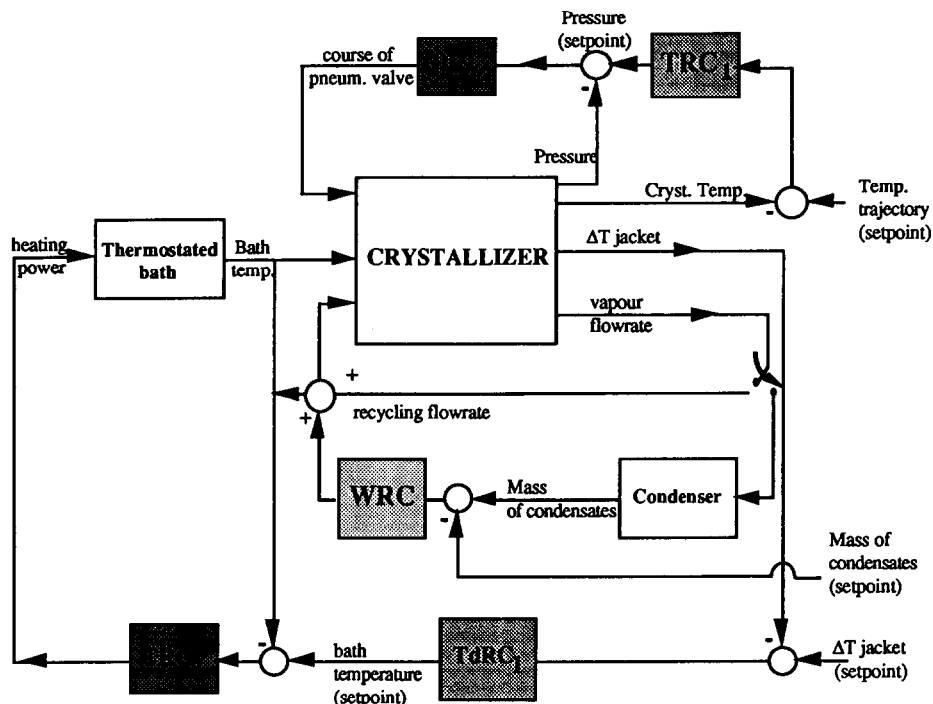 Pressure
(setpoint)
course of
pneum. valve
TRC1
Pressure
Cryst. Temp.
Temp.
trajectory
(setpoint)
heating
power
Thermostated
bath
Bath
temp.
CRYSTALLIZER
ΔT jacket
vapour
flowrate
+
+
recycling flowrate
WRC
Mass
of condensates
Condenser
Mass of
condensates
(setpoint)
bath
temperature
(setpoint)
TdRC1
ΔT jacket
(setpoint)
-
-
-
-
-